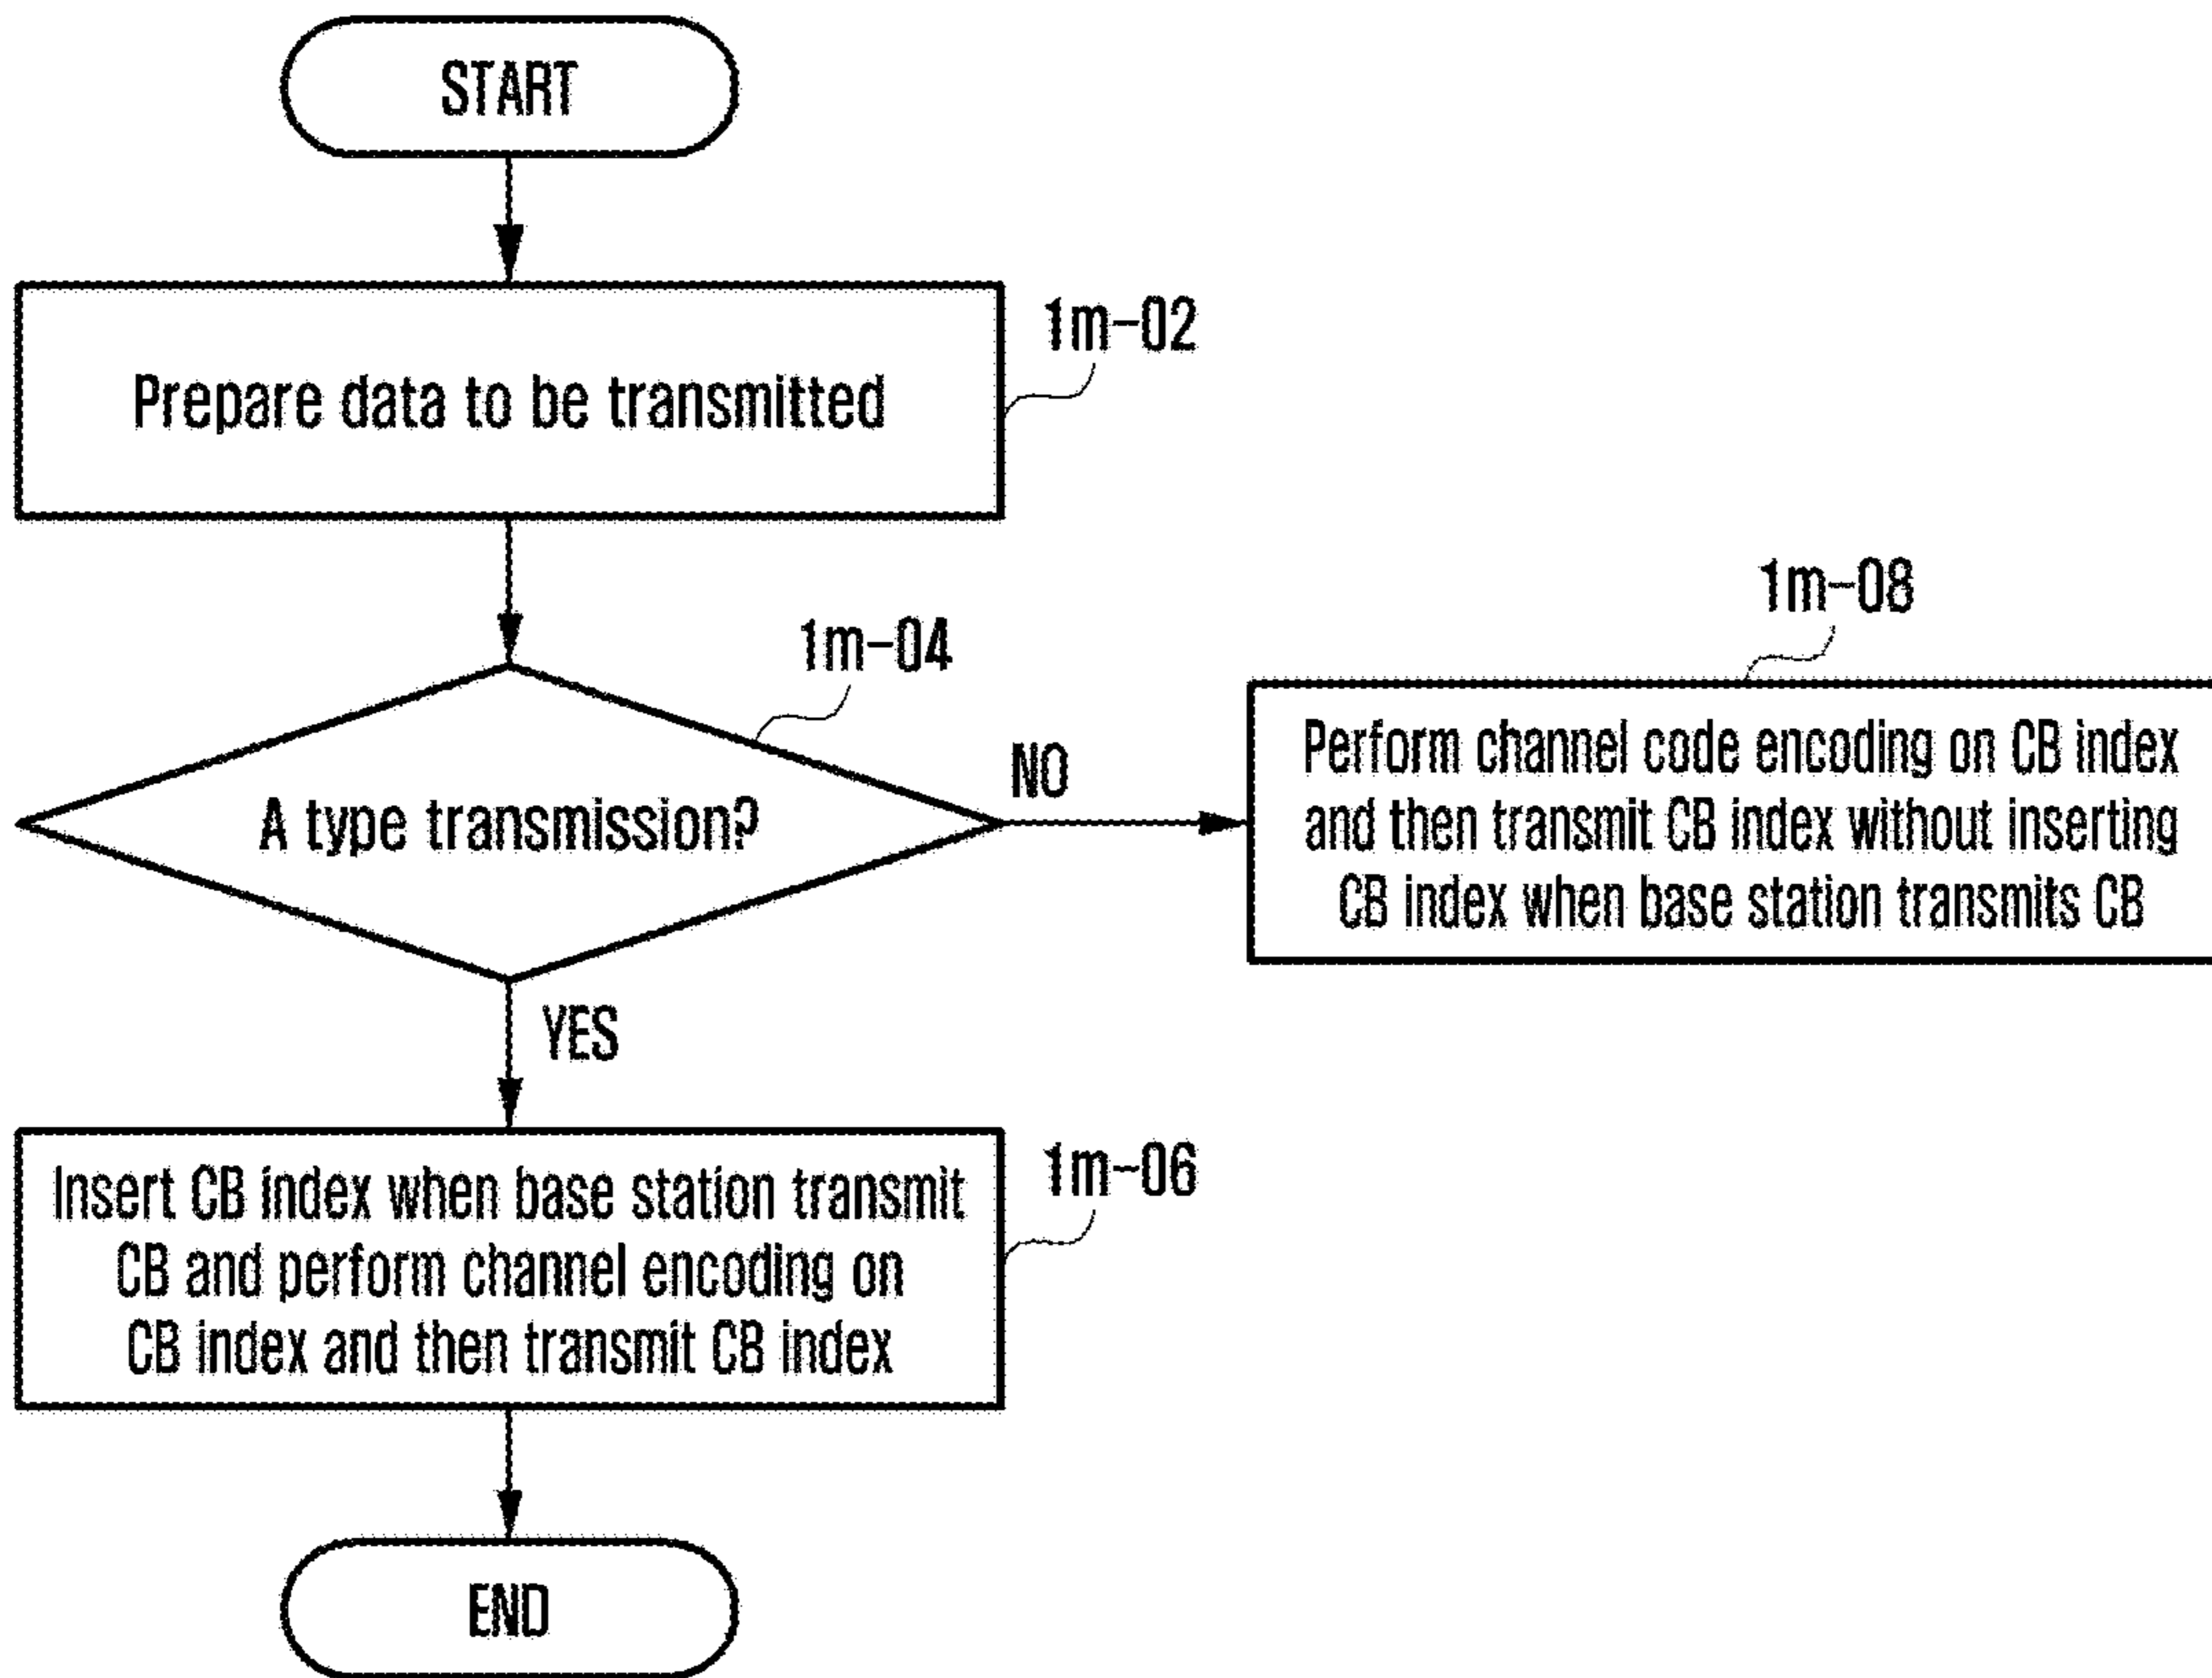 START
1m-02
Prepare data to be transmitted
1m-04
A type transmission?
NO
1m-08
Perform channel code encoding on CB index
and then transmit CB index without inserting
CB index when base station transmits CB
YES
1m-06
Insert CB index when base station transmit
CB and perform channel encoding on
CB index and then transmit CB index
END